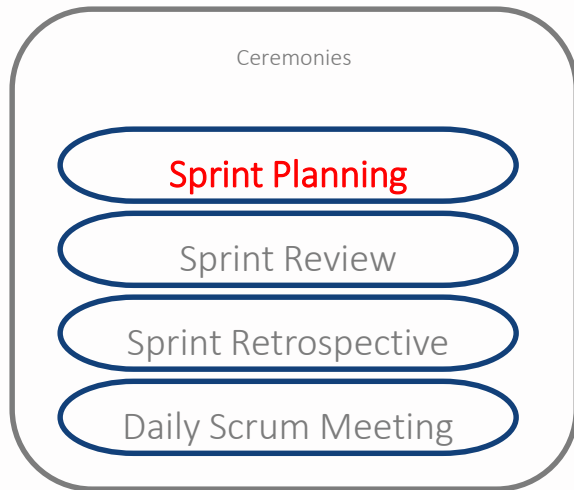 Ceremonies
Sprint Planning
Sprint Review
Sprint Retrospective
Daily Scrum Meeting